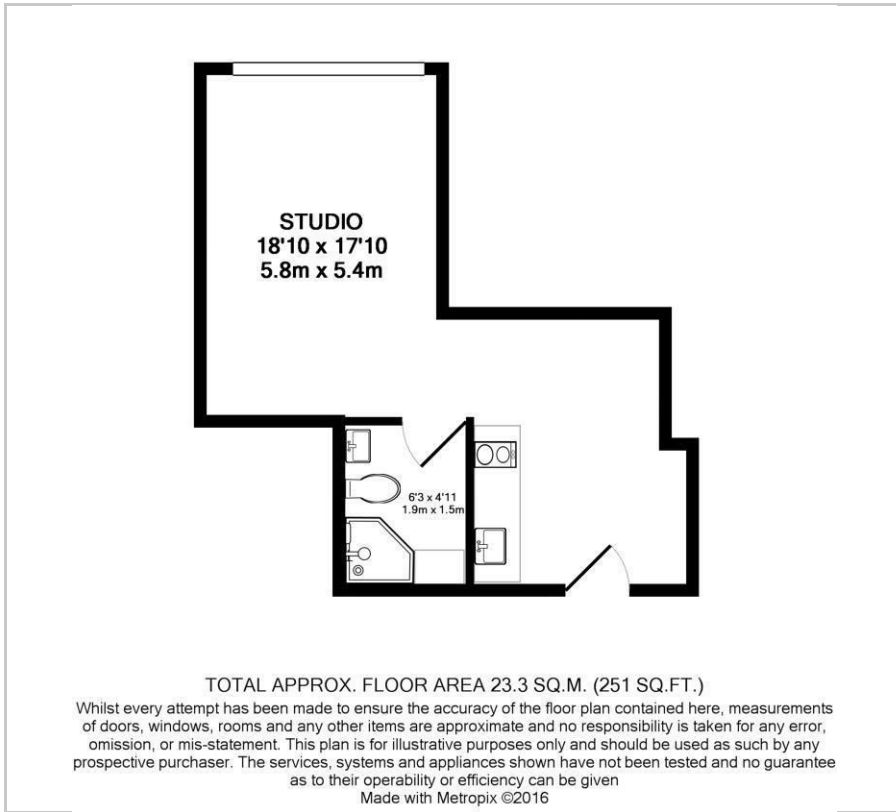 STUDIO
18'10 x 17'10
5.8m x 5.4m
6'3 x 4'11
1.9m x 1.5m
TOTAL APPROX. FLOOR AREA 23.3 SQ.M. (251 SQ.FT.)
Whilst every attempt has been made to ensure the accuracy of the floor plan contained here, measurements
of doors, windows, rooms and any other items are approximate and no responsibility is taken for any error,
omission, or mis-statement. This plan is for illustrative purposes only and should be used as such by any
prospective purchaser. The services, systems and appliances shown have not been tested and no guarantee
as to their operability or efficiency can be given
Made with Metropix ©2016